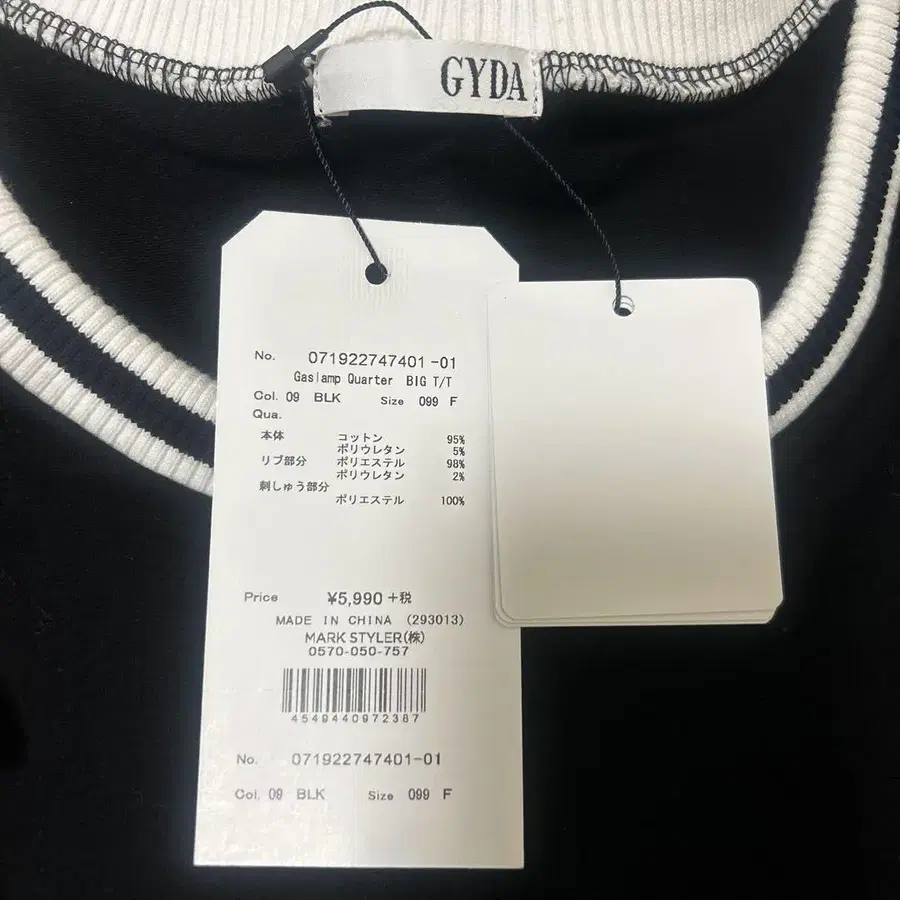 GYDA
No. 071922747401-01
Gaslamp Quarter BIG T/T
Col. 09 BLK Size 099 F
Qua.
本体 コットン 95%
ポリウレタン 5%
リブ部分 ポリエステル 98%
ポリウレタン 2%
刺しゅう部分
ポリエステル 100%
Price ¥5,990+税
MADE IN CHINA (293013)
MARK STYLER(株)
0570-050-757
4549440972387
No. 071922747401-01
Col. 09 BLK Size 099 F